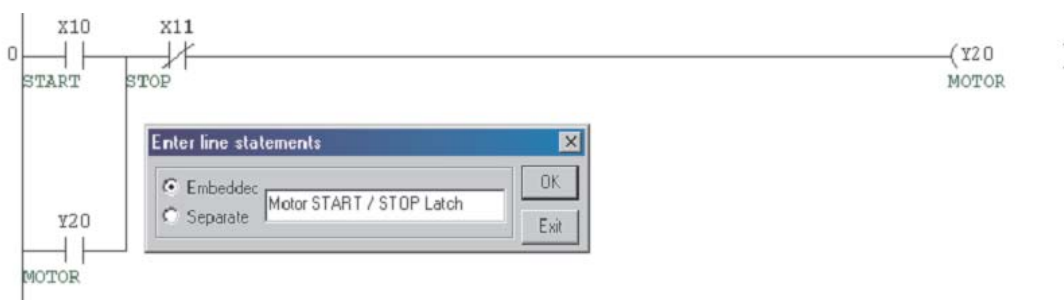 X10 X11
0 (Y20
START STOP MOTOR
Enter line statements
Embeddec
Motor START / STOP Latch
OK
Separate
Exit
Y20
MOTOR